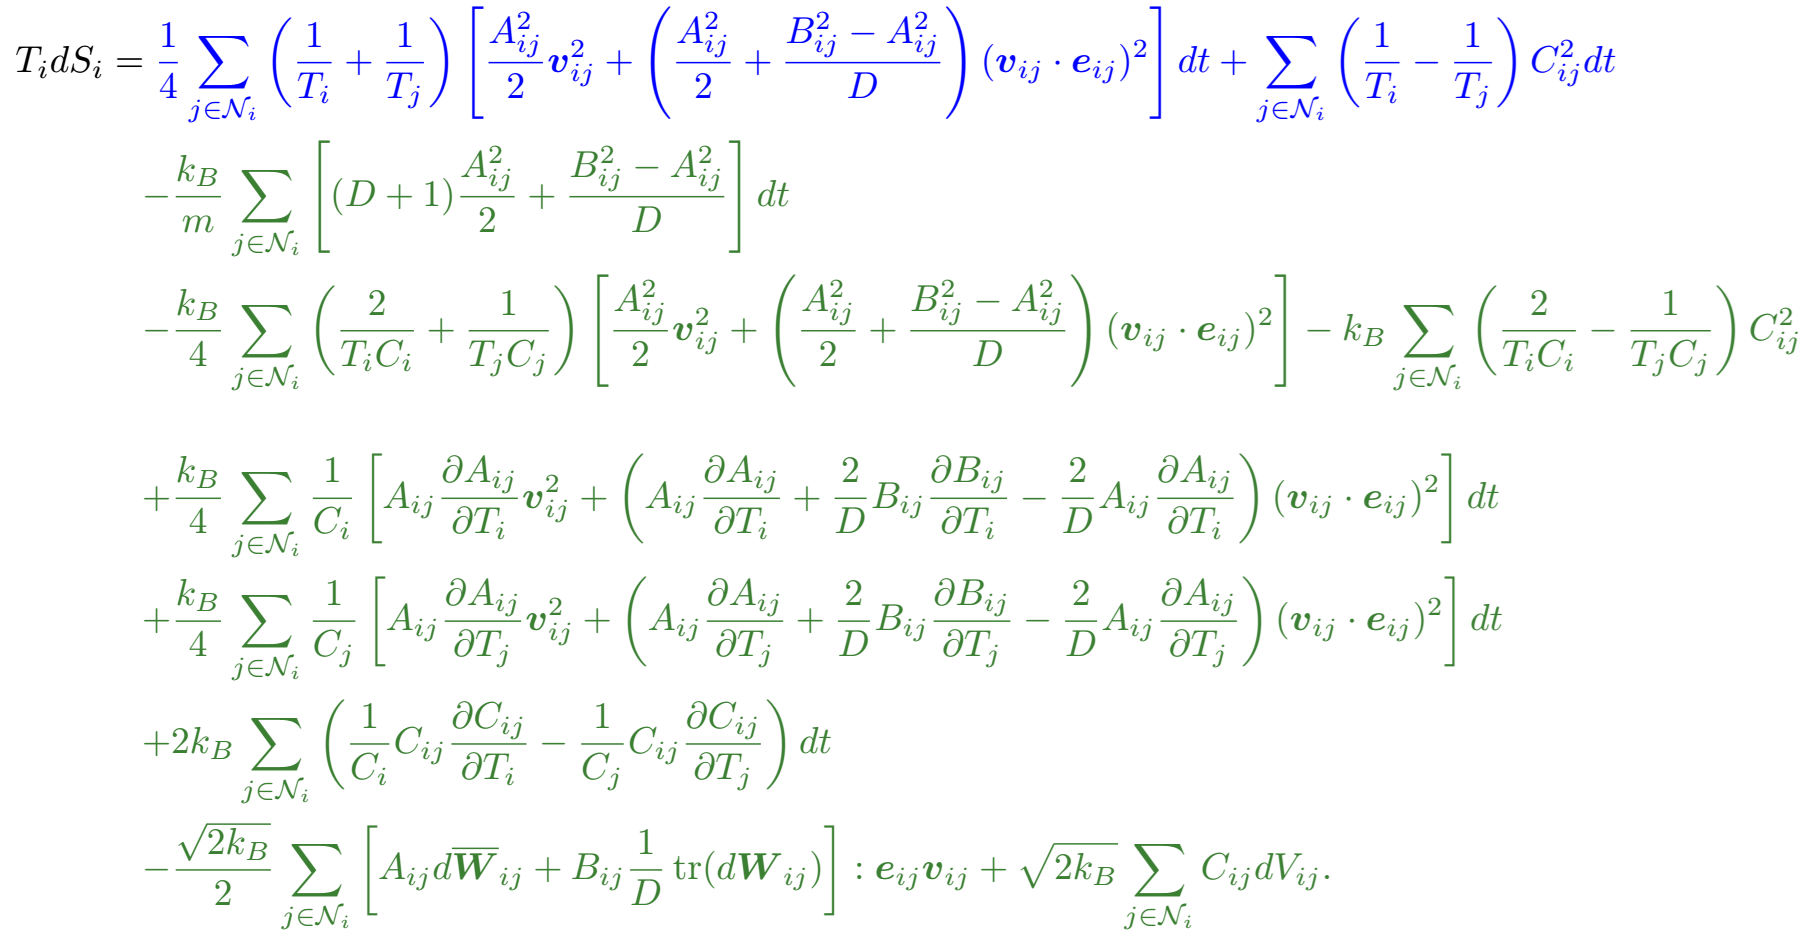 $T_i dS_i = \frac{1}{4} \sum_{j \in \mathcal{N}_i} \left( \frac{1}{T_i} + \frac{1}{T_j} \right) \left[ \frac{A_{ij}^2}{2} \boldsymbol{v}_{ij}^2 + \left( \frac{A_{ij}^2}{2} + \frac{B_{ij}^2 - A_{ij}^2}{D} \right) (\boldsymbol{v}_{ij} \cdot \boldsymbol{e}_{ij})^2 \right] dt + \sum_{j \in \mathcal{N}_i} \left( \frac{1}{T_i} - \frac{1}{T_j} \right) C_{ij}^2 dt$
$- \frac{k_B}{m} \sum_{j \in \mathcal{N}_i} \left[ (D+1) \frac{A_{ij}^2}{2} + \frac{B_{ij}^2 - A_{ij}^2}{D} \right] dt$
$- \frac{k_B}{4} \sum_{j \in \mathcal{N}_i} \left( \frac{2}{T_i C_i} + \frac{1}{T_j C_j} \right) \left[ \frac{A_{ij}^2}{2} \boldsymbol{v}_{ij}^2 + \left( \frac{A_{ij}^2}{2} + \frac{B_{ij}^2 - A_{ij}^2}{D} \right) (\boldsymbol{v}_{ij} \cdot \boldsymbol{e}_{ij})^2 \right] - k_B \sum_{j \in \mathcal{N}_i} \left( \frac{2}{T_i C_i} - \frac{1}{T_j C_j} \right) C_{ij}^2$
$+ \frac{k_B}{4} \sum_{j \in \mathcal{N}_i} \frac{1}{C_i} \left[ A_{ij} \frac{\partial A_{ij}}{\partial T_i} \boldsymbol{v}_{ij}^2 + \left( A_{ij} \frac{\partial A_{ij}}{\partial T_i} + \frac{2}{D} B_{ij} \frac{\partial B_{ij}}{\partial T_i} - \frac{2}{D} A_{ij} \frac{\partial A_{ij}}{\partial T_i} \right) (\boldsymbol{v}_{ij} \cdot \boldsymbol{e}_{ij})^2 \right] dt$
$+ \frac{k_B}{4} \sum_{j \in \mathcal{N}_i} \frac{1}{C_j} \left[ A_{ij} \frac{\partial A_{ij}}{\partial T_j} \boldsymbol{v}_{ij}^2 + \left( A_{ij} \frac{\partial A_{ij}}{\partial T_j} + \frac{2}{D} B_{ij} \frac{\partial B_{ij}}{\partial T_j} - \frac{2}{D} A_{ij} \frac{\partial A_{ij}}{\partial T_j} \right) (\boldsymbol{v}_{ij} \cdot \boldsymbol{e}_{ij})^2 \right] dt$
$+ 2k_B \sum_{j \in \mathcal{N}_i} \left( \frac{1}{C_i} C_{ij} \frac{\partial C_{ij}}{\partial T_i} - \frac{1}{C_j} C_{ij} \frac{\partial C_{ij}}{\partial T_j} \right) dt$
$- \frac{\sqrt{2k_B}}{2} \sum_{j \in \mathcal{N}_i} \left[ A_{ij} d\overline{\boldsymbol{W}}_{ij} + B_{ij} \frac{1}{D} \operatorname{tr}(d\boldsymbol{W}_{ij}) \right] : \boldsymbol{e}_{ij} \boldsymbol{v}_{ij} + \sqrt{2k_B} \sum_{j \in \mathcal{N}_i} C_{ij} dV_{ij}.$